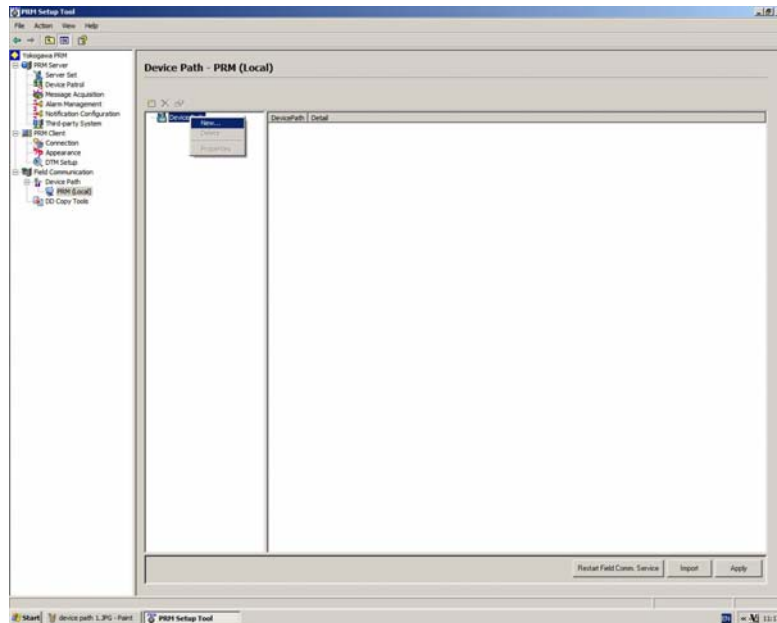 PRM Setup Tool
File Action View Help
Yokogawa PRM
PRM Server
Server Set
Device Patrol
Message Acquisition
Alarm Management
Notification Configuration
Third-party System
PRM Client
Connection
Appearance
DTM Setup
Field Communication
Device Path
PRM (Local)
DD Copy Tools
Device Path - PRM (Local)
Device
New...
Delete
Properties
DevicePath Detail
Restart Field Comm. Service Import Apply
Start device path 1.JPG - Paint PRM Setup Tool EN